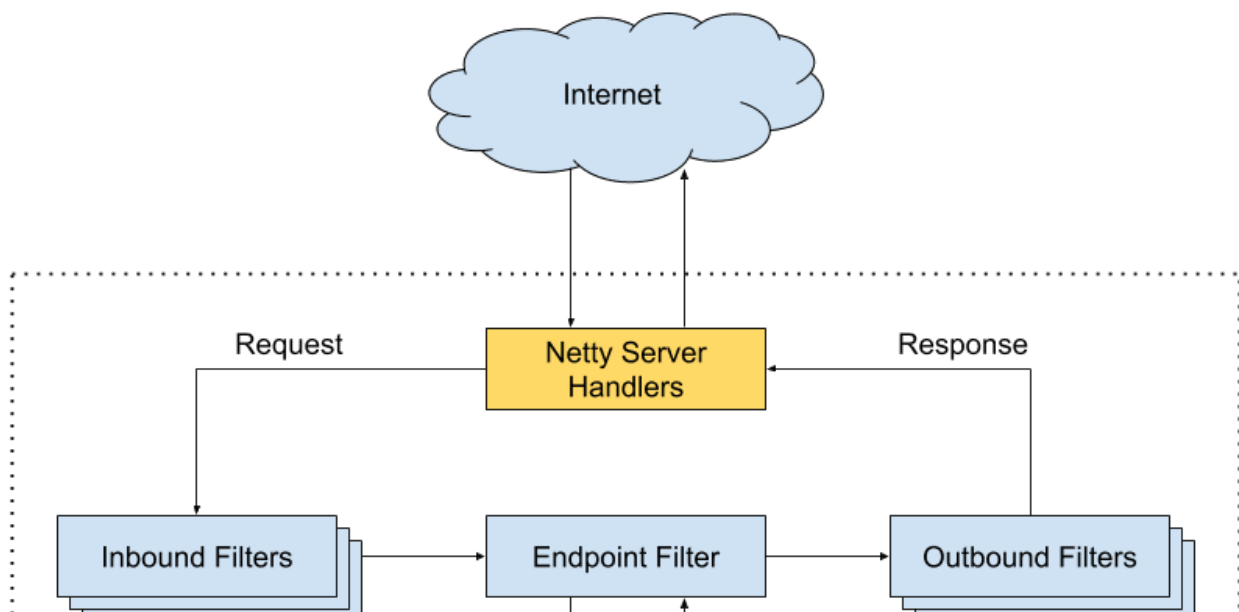 Internet
Request
Netty Server
Handlers
Response
Inbound Filters
Endpoint Filter
Outbound Filters